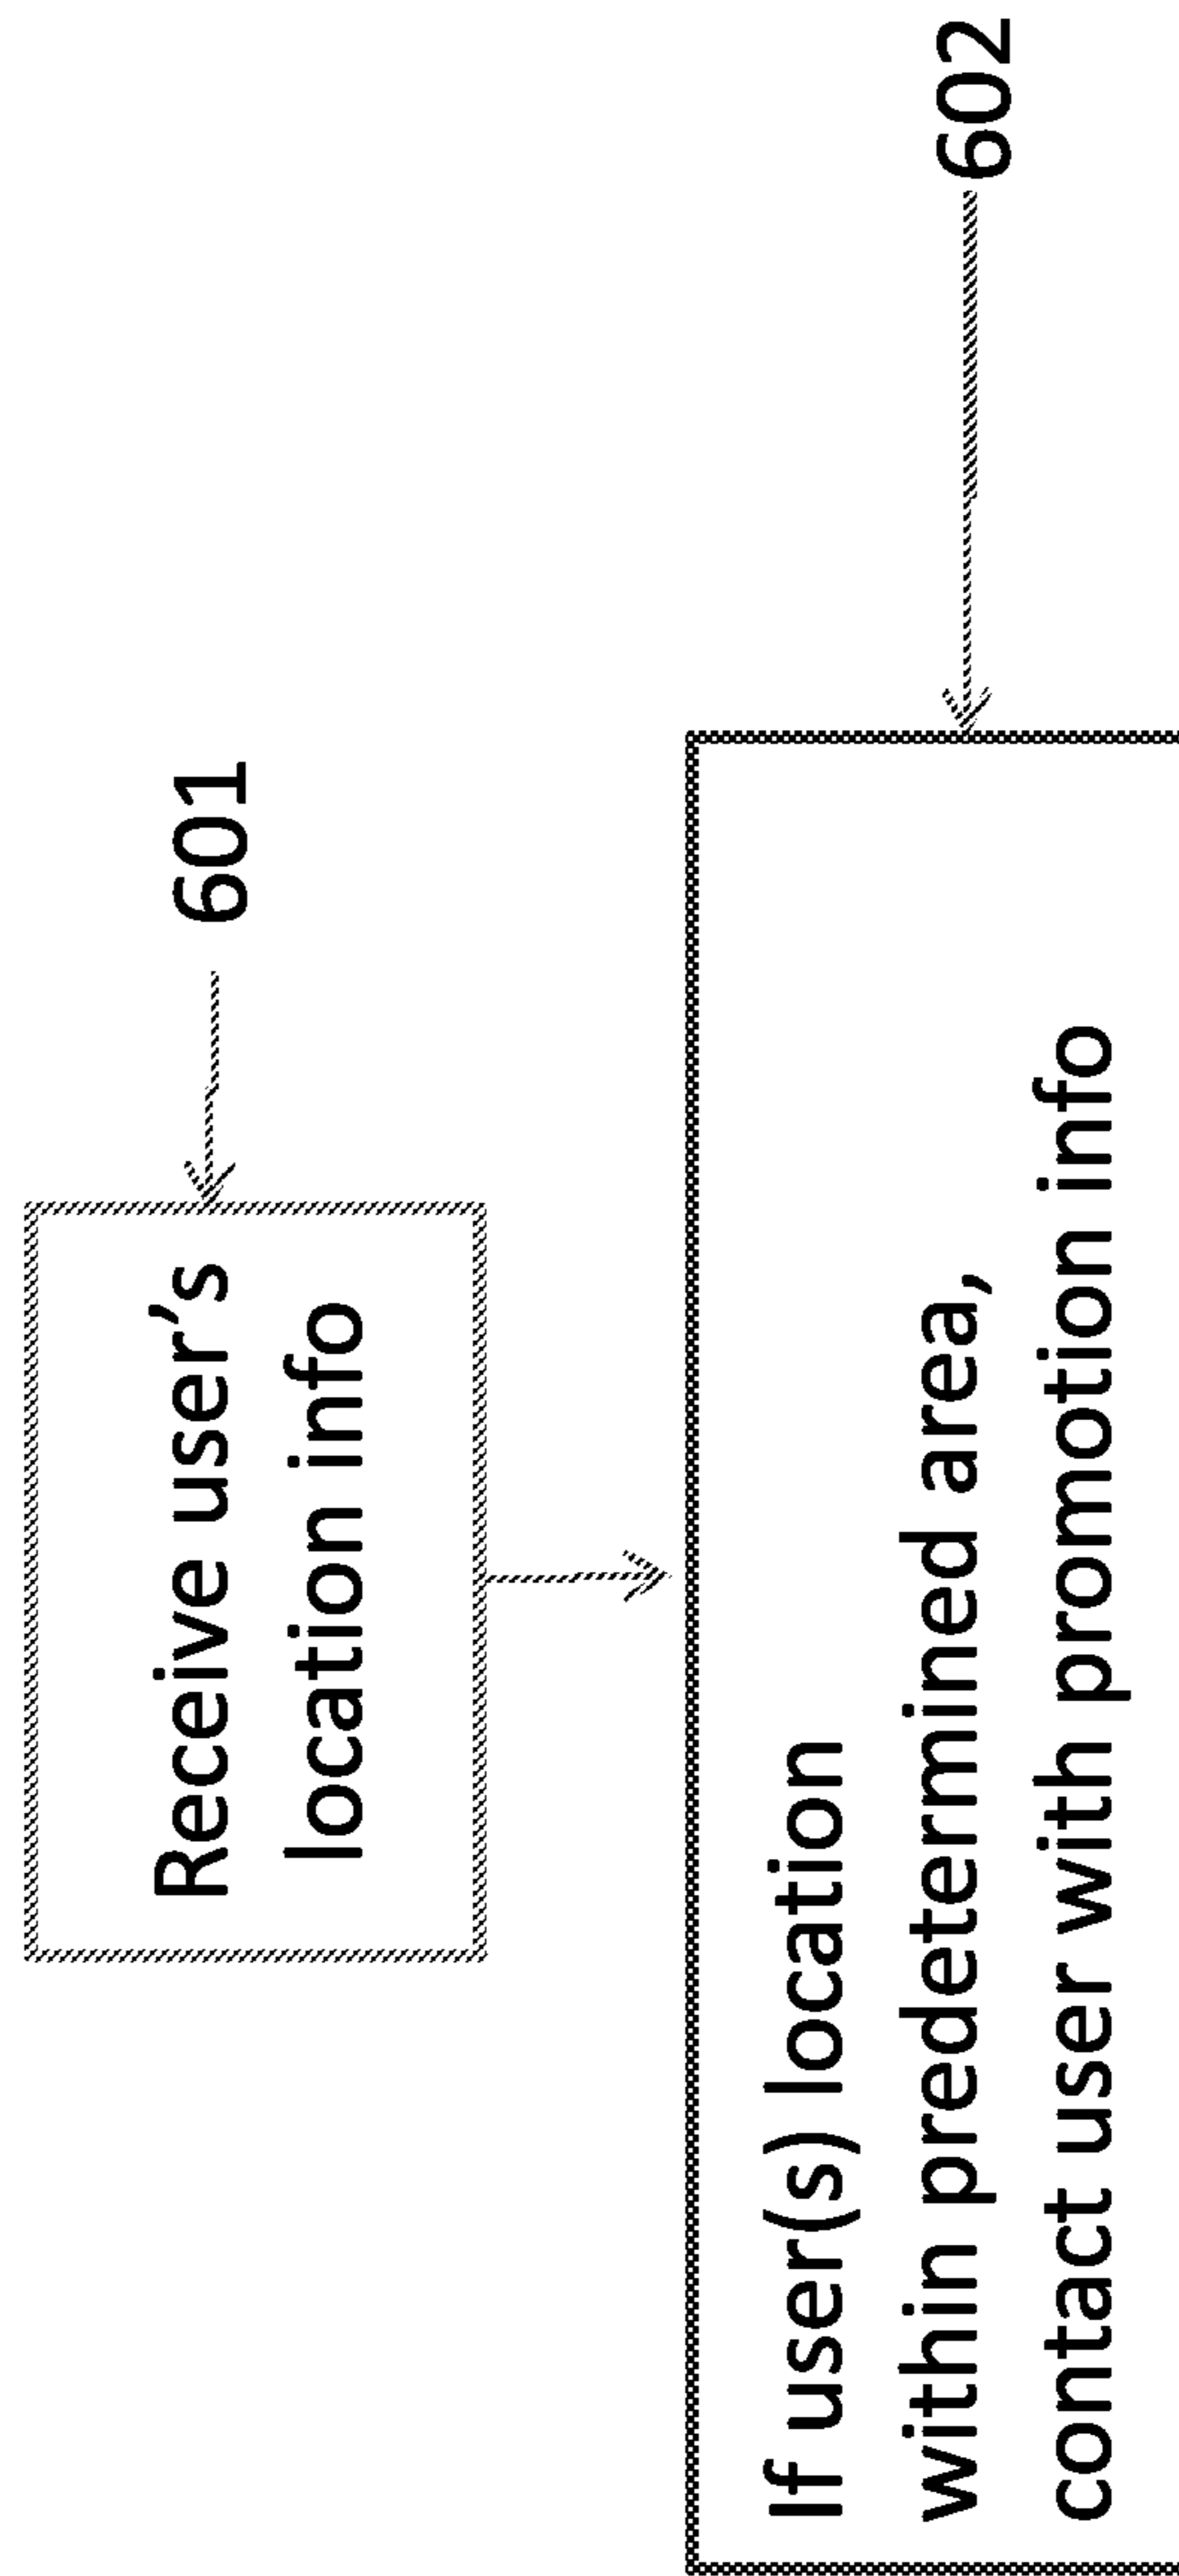 Receive user's
location info
601
If user(s) location
within predetermined area,
contact user with promotion info
602